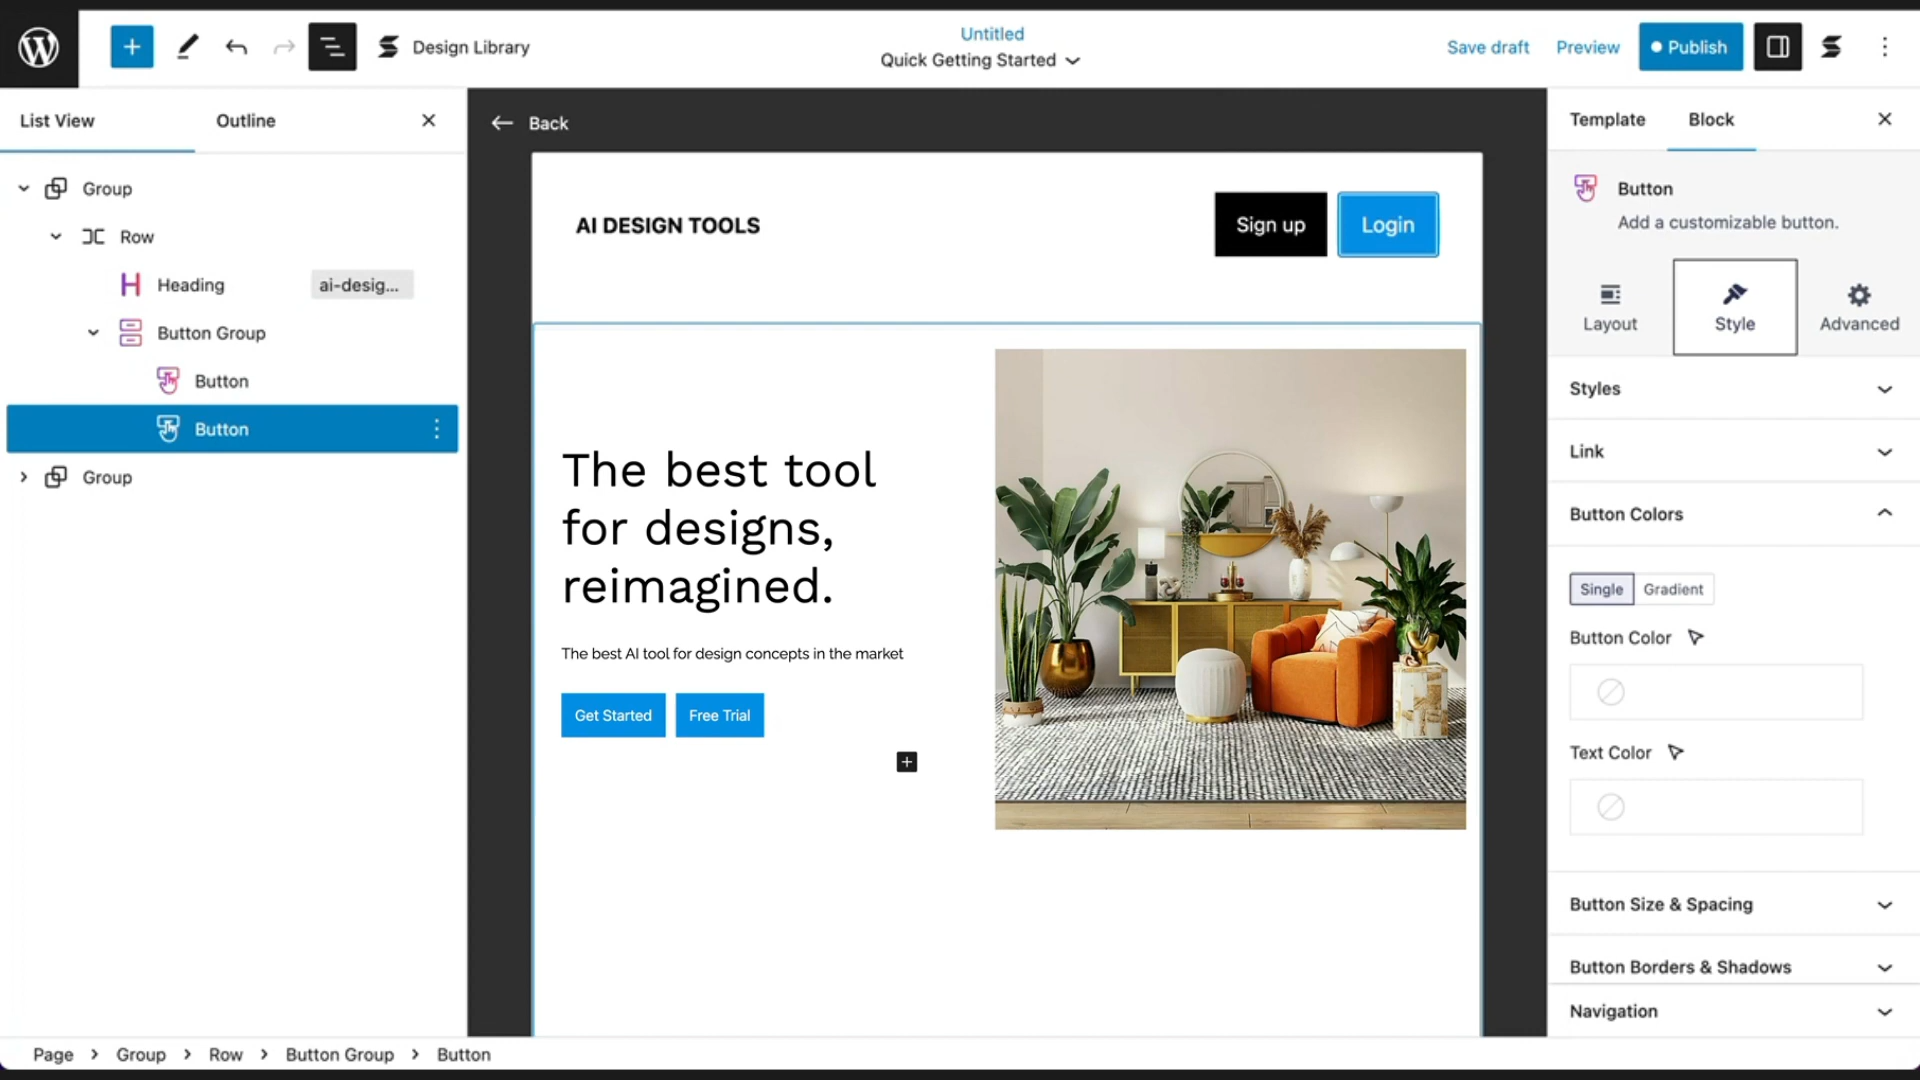 Design Library
Untitled
Quick Getting Started
Save draft
Preview
Publish
List View
Outline
Back
Template
Block
Group
Row
Heading
ai-desig...
Button Group
Button
Button
Group
AI DESIGN TOOLS
Sign up
Login
The best tool
for designs,
reimagined.
The best AI tool for design concepts in the market
Get Started
Free Trial
Button
Add a customizable button.
Layout
Style
Advanced
Styles
Link
Button Colors
Single
Gradient
Button Color
Text Color
Button Size & Spacing
Button Borders & Shadows
Navigation
Page > Group > Row > Button Group > Button